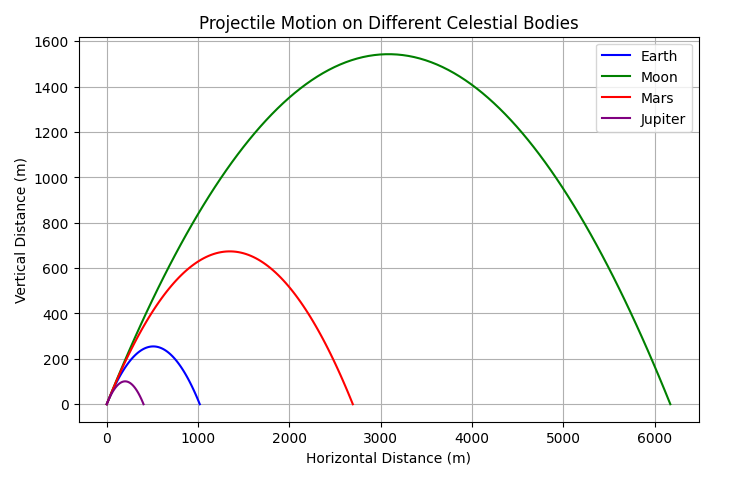 Projectile Motion on Different Celestial Bodies
Earth
Moon
Mars
Jupiter
Vertical Distance (m)
1600
1400
1200
1000
800
600
400
200
0
0 1000 2000 3000 4000 5000 6000
Horizontal Distance (m)